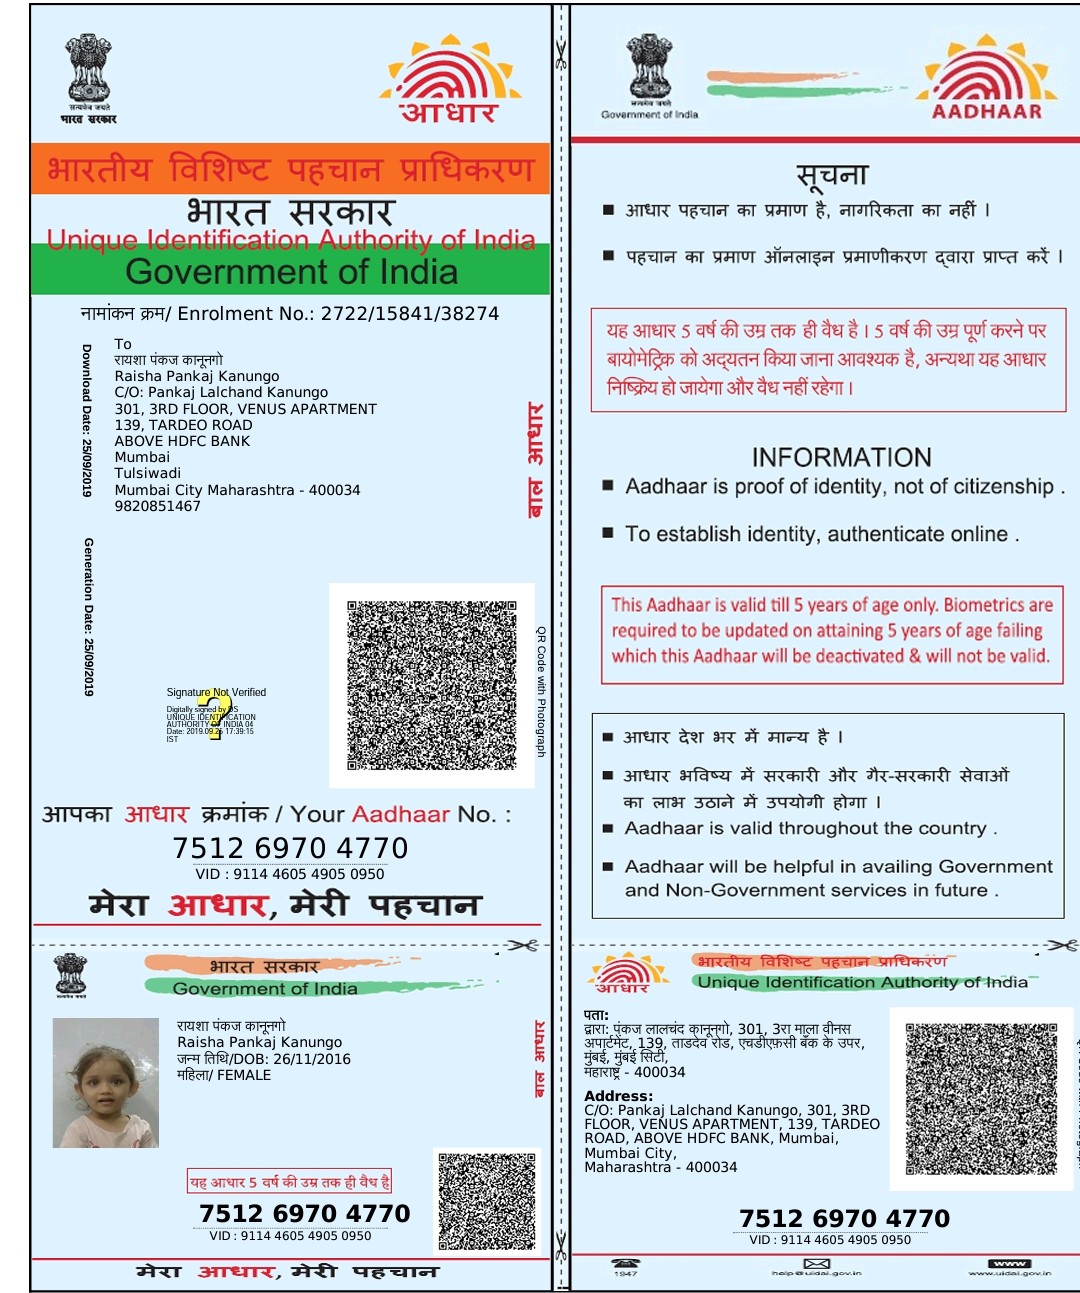 सत्यमेव जयते
भारत सरकार
आधार
भारतीय विशिष्ट पहचान प्राधिकरण
भारत सरकार
Unique Identification Authority of India
Government of India
नामांकन क्रम/ Enrolment No.: 2722/15841/38274
Download Date: 25/09/2019
Generation Date: 25/09/2019
To
रायशा पंकज कानूनगो
Raisha Pankaj Kanungo
C/O: Pankaj Lalchand Kanungo
301, 3RD FLOOR, VENUS APARTMENT
139, TARDEO ROAD
ABOVE HDFC BANK
Mumbai
Tulsiwadi
Mumbai City Maharashtra - 400034
9820851467
बाल आधार
QR Code with Photograph
Signature Not Verified
Digitally signed by DS
UNIQUE IDENTIFICATION
AUTHORITY OF INDIA 04
Date: 2019.09.25 17:39:15
IST
आपका आधार क्रमांक / Your Aadhaar No. :
7512 6970 4770
VID : 9114 4605 4905 0950
मेरा आधार, मेरी पहचान
सत्यमेव जयते
भारत सरकार
Government of India
रायशा पंकज कानूनगो
Raisha Pankaj Kanungo
जन्म तिथि/DOB: 26/11/2016
महिला/ FEMALE
बाल आधार
यह आधार 5 वर्ष की उम्र तक ही वैध है
7512 6970 4770
VID : 9114 4605 4905 0950
मेरा आधार, मेरी पहचान
सत्यमेव जयते
Government of India
AADHAAR
सूचना
आधार पहचान का प्रमाण है, नागरिकता का नहीं ।
पहचान का प्रमाण ऑनलाइन प्रमाणीकरण द्वारा प्राप्त करें ।
यह आधार 5 वर्ष की उम्र तक ही वैध है । 5 वर्ष की उम्र पूर्ण करने पर
बायोमेट्रिक को अद्यतन किया जाना आवश्यक है, अन्यथा यह आधार
निष्क्रिय हो जायेगा और वैध नहीं रहेगा ।
INFORMATION
Aadhaar is proof of identity, not of citizenship .
To establish identity, authenticate online .
This Aadhaar is valid till 5 years of age only. Biometrics are
required to be updated on attaining 5 years of age failing
which this Aadhaar will be deactivated & will not be valid.
आधार देश भर में मान्य है ।
आधार भविष्य में सरकारी और गैर-सरकारी सेवाओं
का लाभ उठाने में उपयोगी होगा ।
Aadhaar is valid throughout the country .
Aadhaar will be helpful in availing Government
and Non-Government services in future .
आधार
भारतीय विशिष्ट पहचान प्राधिकरण
Unique Identification Authority of India
पता:
द्वारा: पंकज लालचंद कानूनगो, 301, 3रा माला वीनस
अपार्टमेंट, 139, ताडदेव रोड, एचडीएफ़सी बँक के उपर,
मुंबई, मुंबई सिटी,
महाराष्ट्र - 400034
Address:
C/O: Pankaj Lalchand Kanungo, 301, 3RD
FLOOR, VENUS APARTMENT, 139, TARDEO
ROAD, ABOVE HDFC BANK, Mumbai,
Mumbai City,
Maharashtra - 400034
7512 6970 4770
VID : 9114 4605 4905 0950
1947
help@uidai.gov.in
www
www.uidai.gov.in